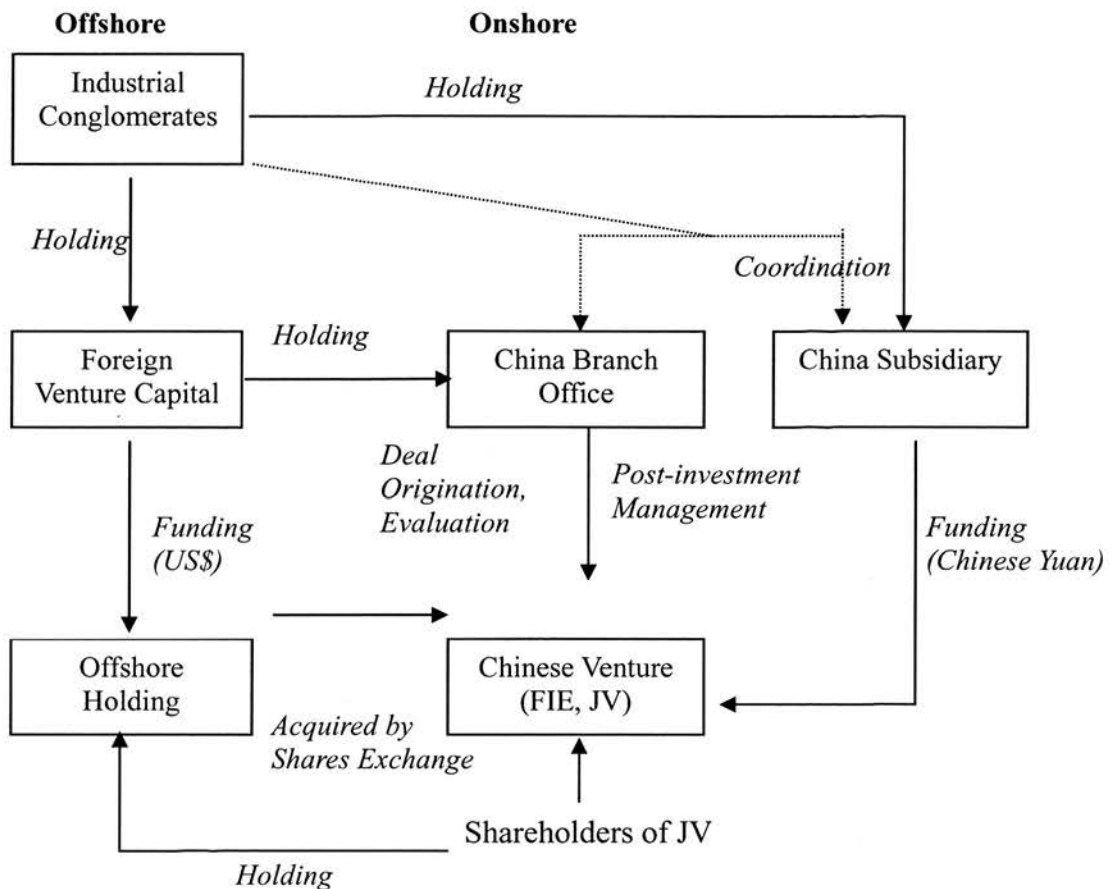 Offshore
Onshore
Industrial
Conglomerates
Holding
Holding
Coordination
Foreign
Venture Capital
Holding
China Branch
Office
China Subsidiary
Deal
Origination,
Evaluation
Post-investment
Management
Funding
(US$)
Funding
(Chinese Yuan)
Offshore
Holding
Chinese Venture
(FIE, JV)
Acquired by
Shares Exchange
Shareholders of JV
Holding